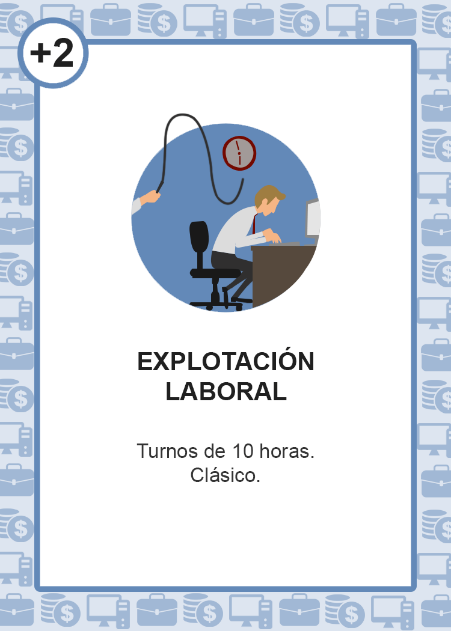 +2
EXPLOTACIÓN
LABORAL
Turnos de 10 horas.
Clásico.